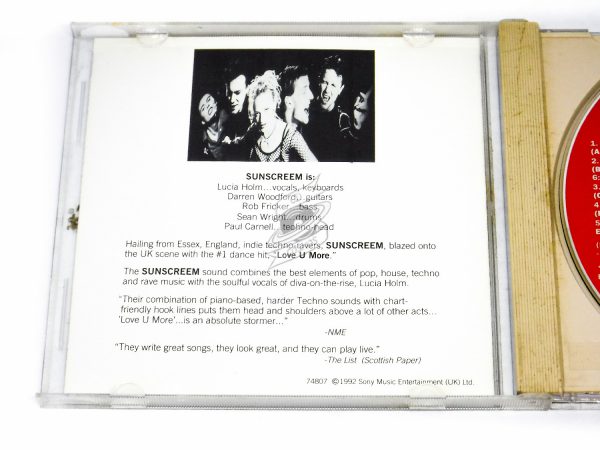 SUNSCREEM is:
Lucia Holm...vocals, keyboards
Darren Woodford...guitars
Rob Fricker...bass
Sean Wright...drums
Paul Carnell...techno-head
Hailing from Essex, England, indie techno-ravers, SUNSCREEM, blazed onto
the UK scene with the #1 dance hit, "Love U More."
The SUNSCREEM sound combines the best elements of pop, house, techno
and rave music with the soulful vocals of diva-on-the-rise, Lucia Holm.
"Their combination of piano-based, harder Techno sounds with chart-
friendly hook lines puts them head and shoulders above a lot of other acts...
'Love U More'...is an absolute stormer..."
-NME
"They write great songs, they look great, and they can play live."
-The List (Scottish Paper)
74807 ©1992 Sony Music Entertainment (UK) Ltd.
1.
(A
2.
(B
6:
3.
4.
5.